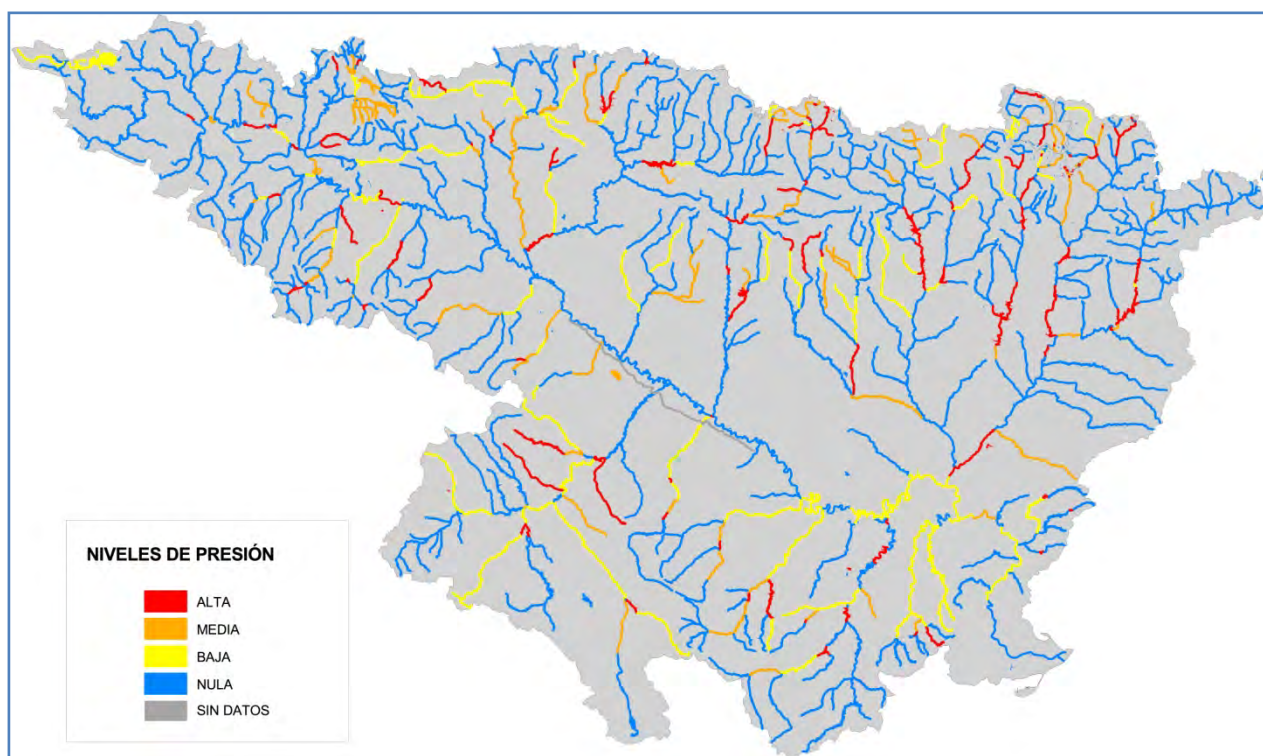 NIVELES DE PRESIÓN
ALTA
MEDIA
BAJA
NULA
SIN DATOS